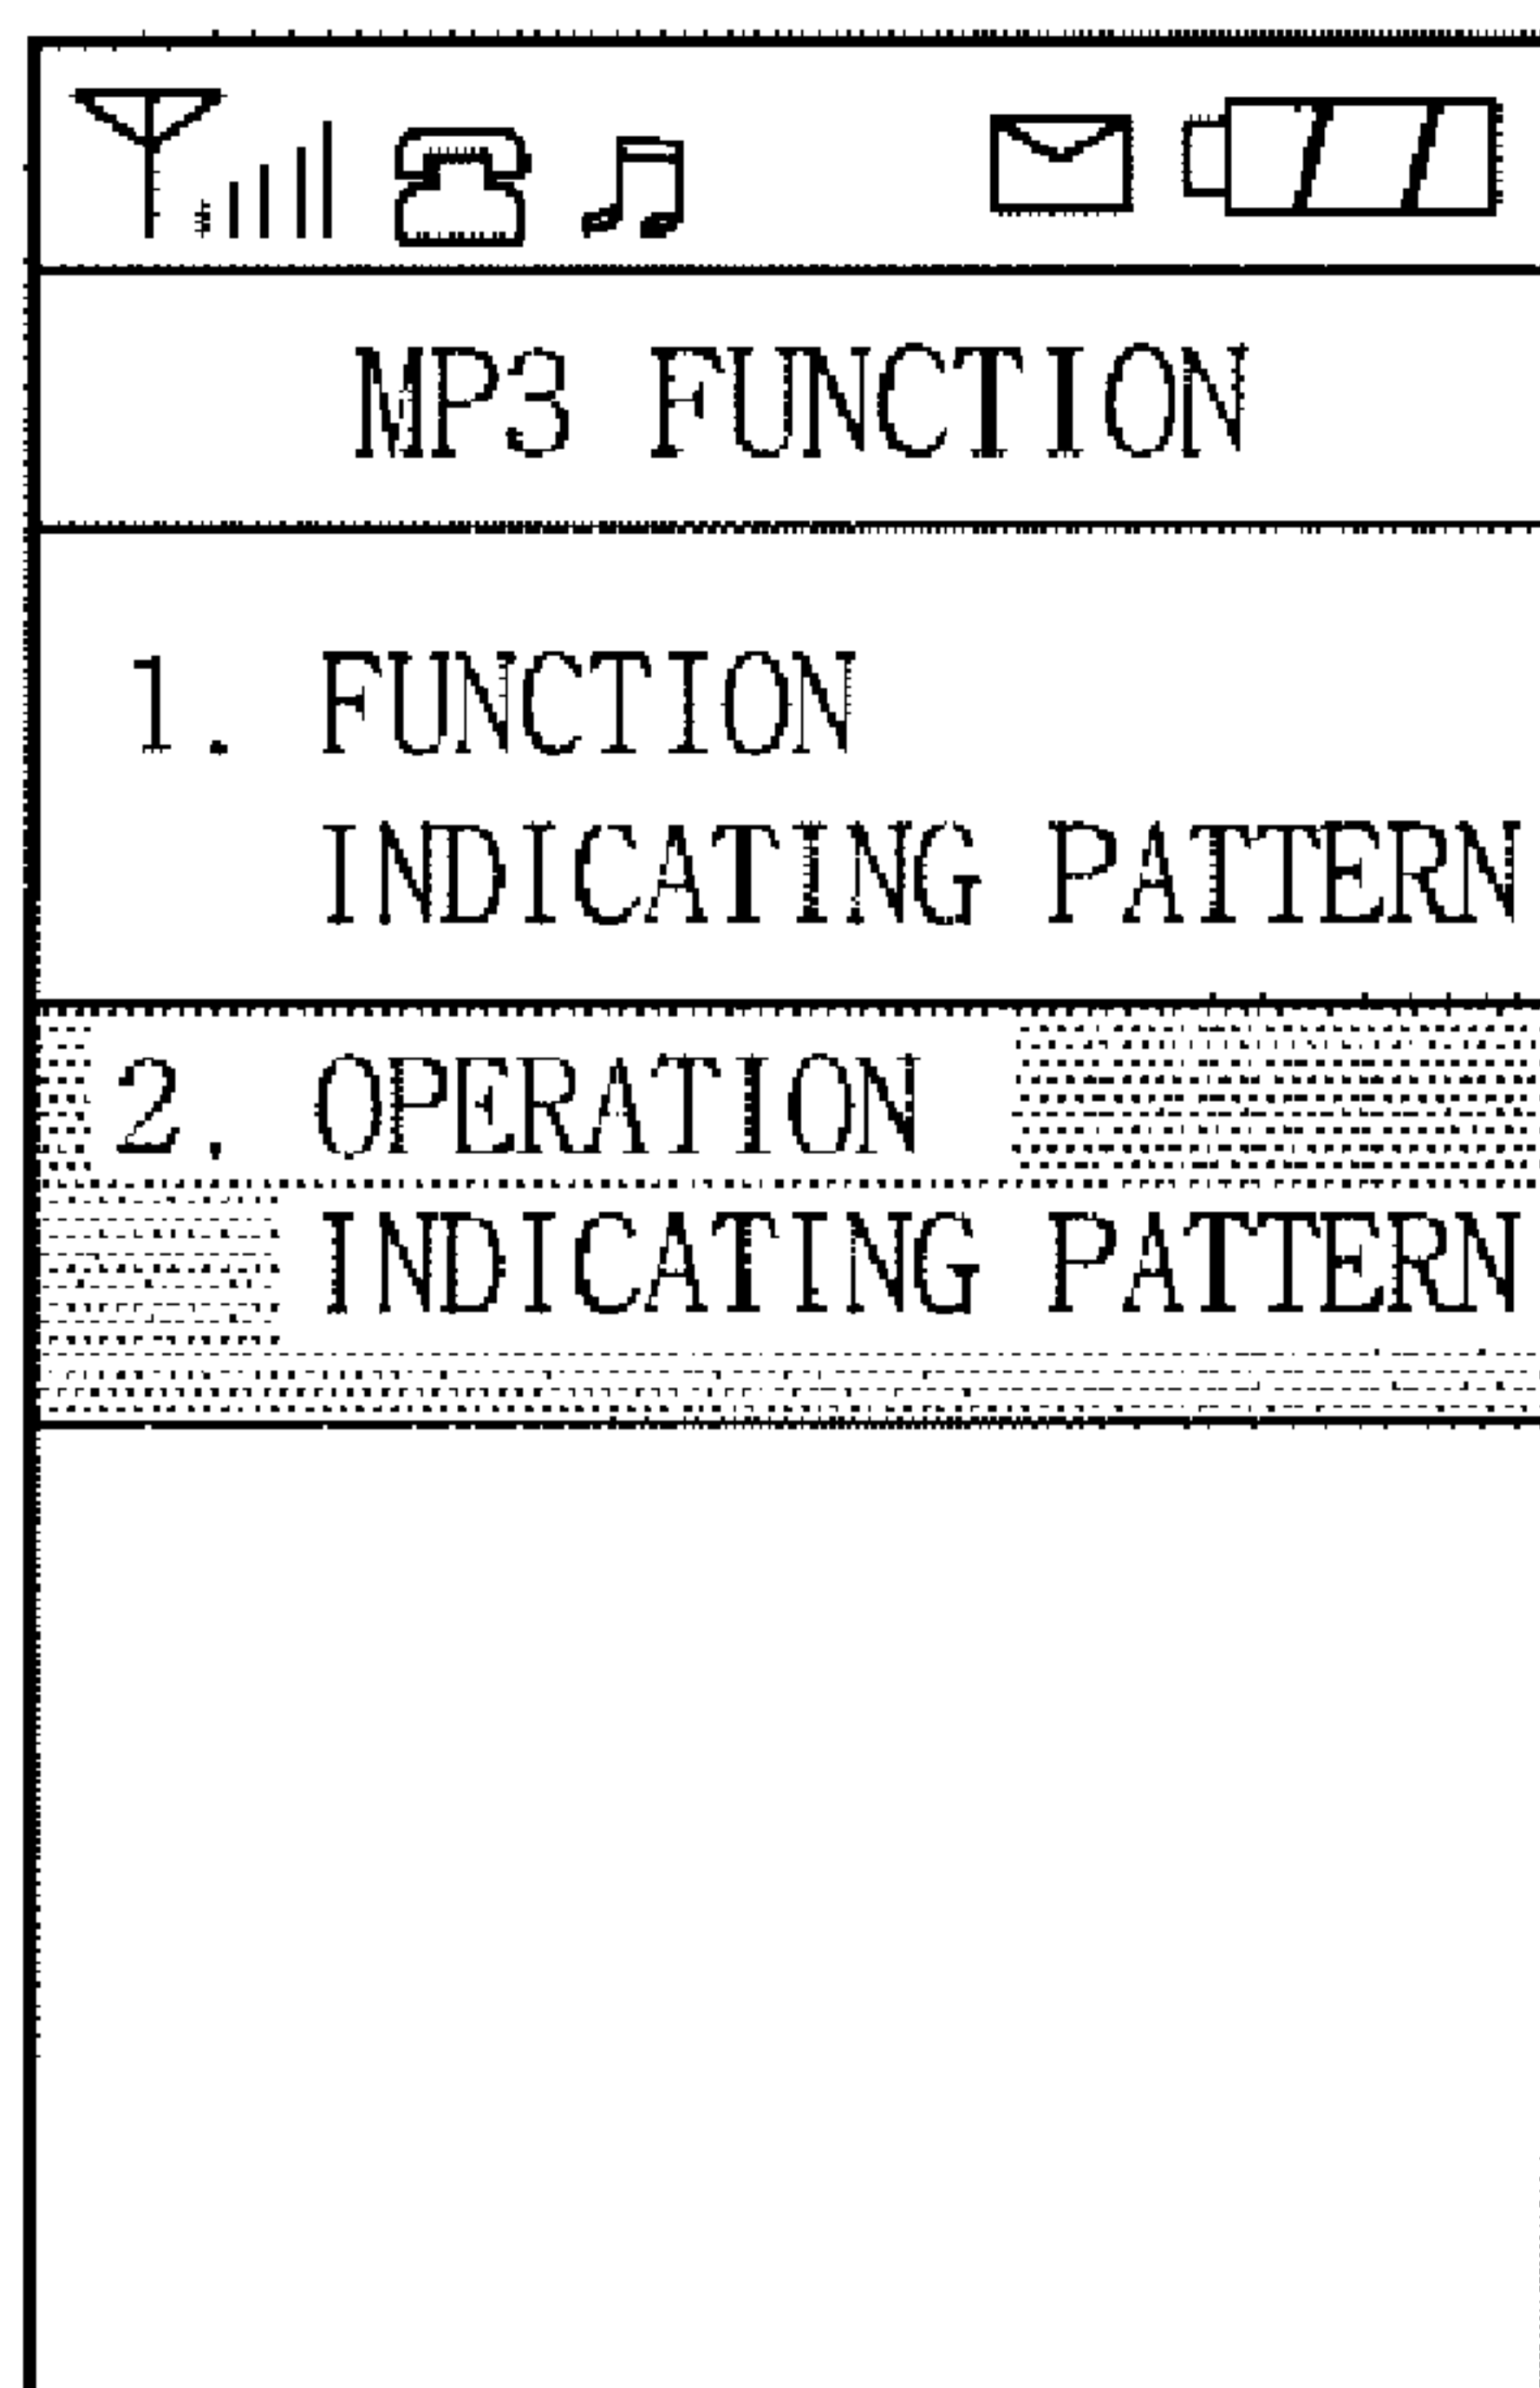 MP3 FUNCTION
1. FUNCTION
INDICATING PATTERN
2. OPERATION
INDICATING PATTERN